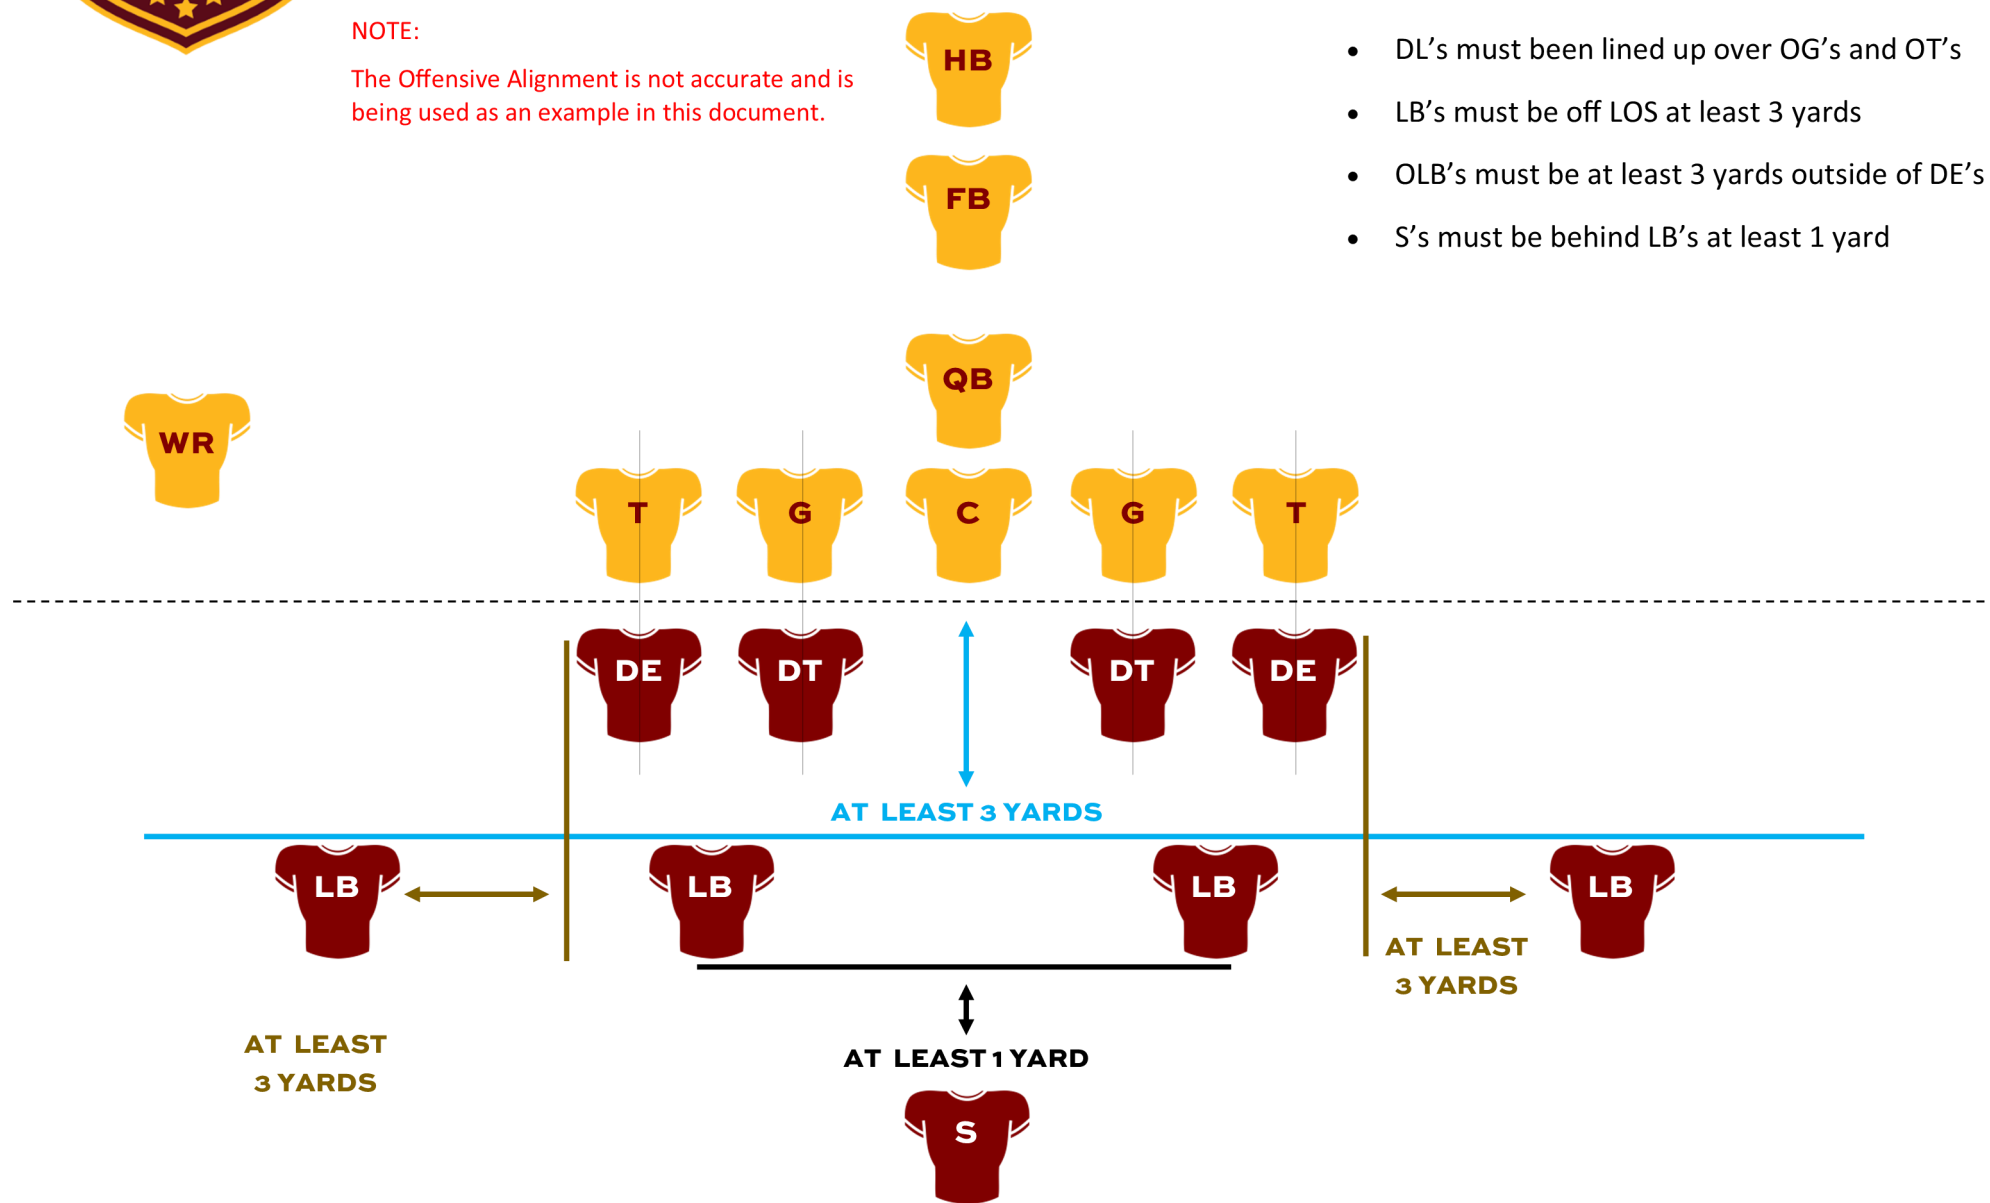 NOTE:
The Offensive Alignment is not accurate and is
being used as an example in this document.
• DL’s must been lined up over OG’s and OT’s
• LB’s must be off LOS at least 3 yards
• OLB’s must be at least 3 yards outside of DE’s
• S’s must be behind LB’s at least 1 yard
HB
FB
QB
WR
T G C G T
DE DT DT DE
AT LEAST 3 YARDS
LB LB LB LB
AT LEAST
3 YARDS
AT LEAST
3 YARDS
AT LEAST 1 YARD
S